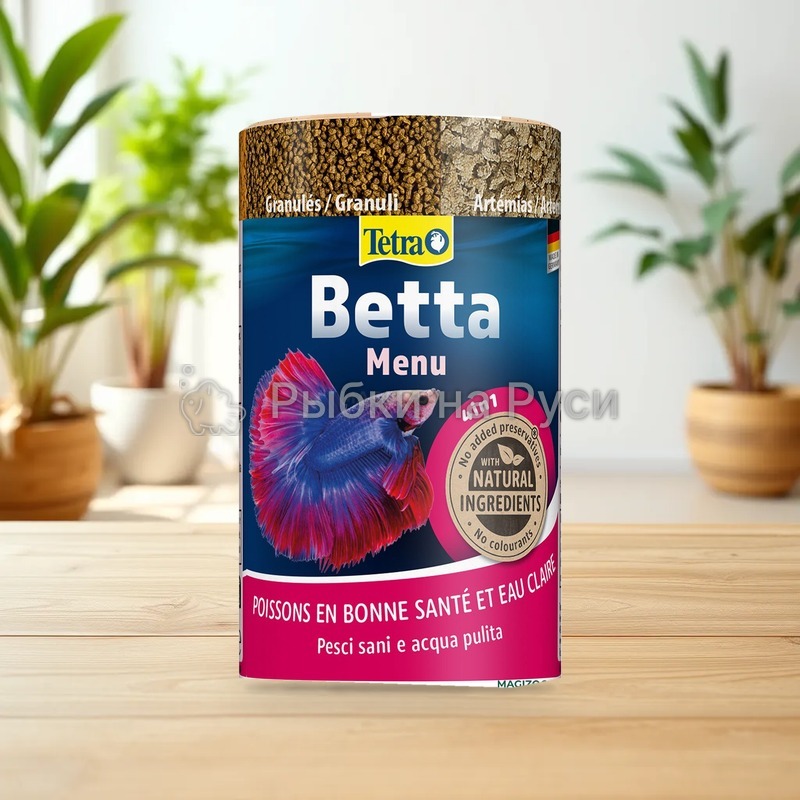 Granulés / Granuli
Artémias /
Tetra
Betta
Menu
Рыбки на Руси
4in1
No added preservatives
WITH
NATURAL
INGREDIENTS
No colourants
POISSONS EN BONNE SANTÉ ET EAU CLAIRE
Pesci sani e acqua pulita